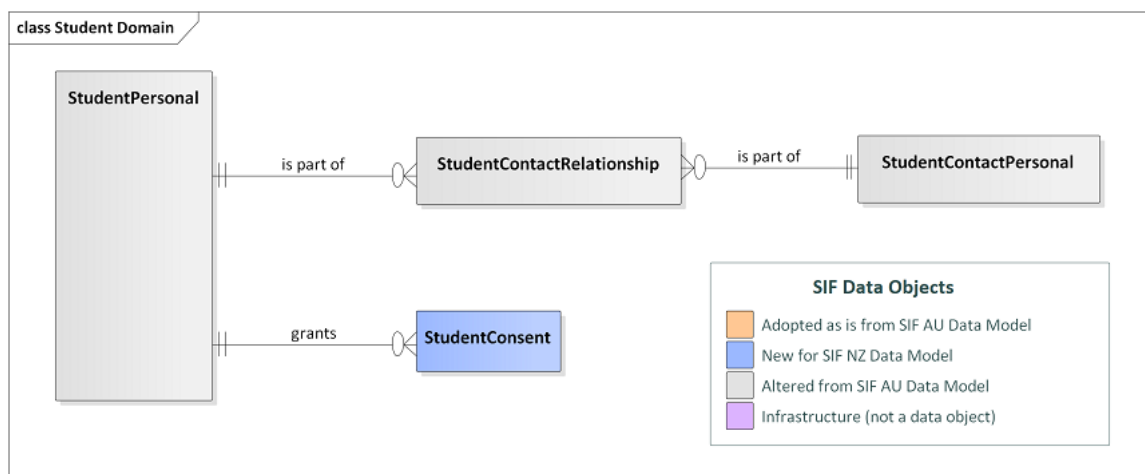 class Student Domain
StudentPersonal
is part of
StudentContactRelationship
is part of
StudentContactPersonal
grants
StudentConsent
SIF Data Objects
Adopted as is from SIF AU Data Model
New for SIF NZ Data Model
Altered from SIF AU Data Model
Infrastructure (not a data object)